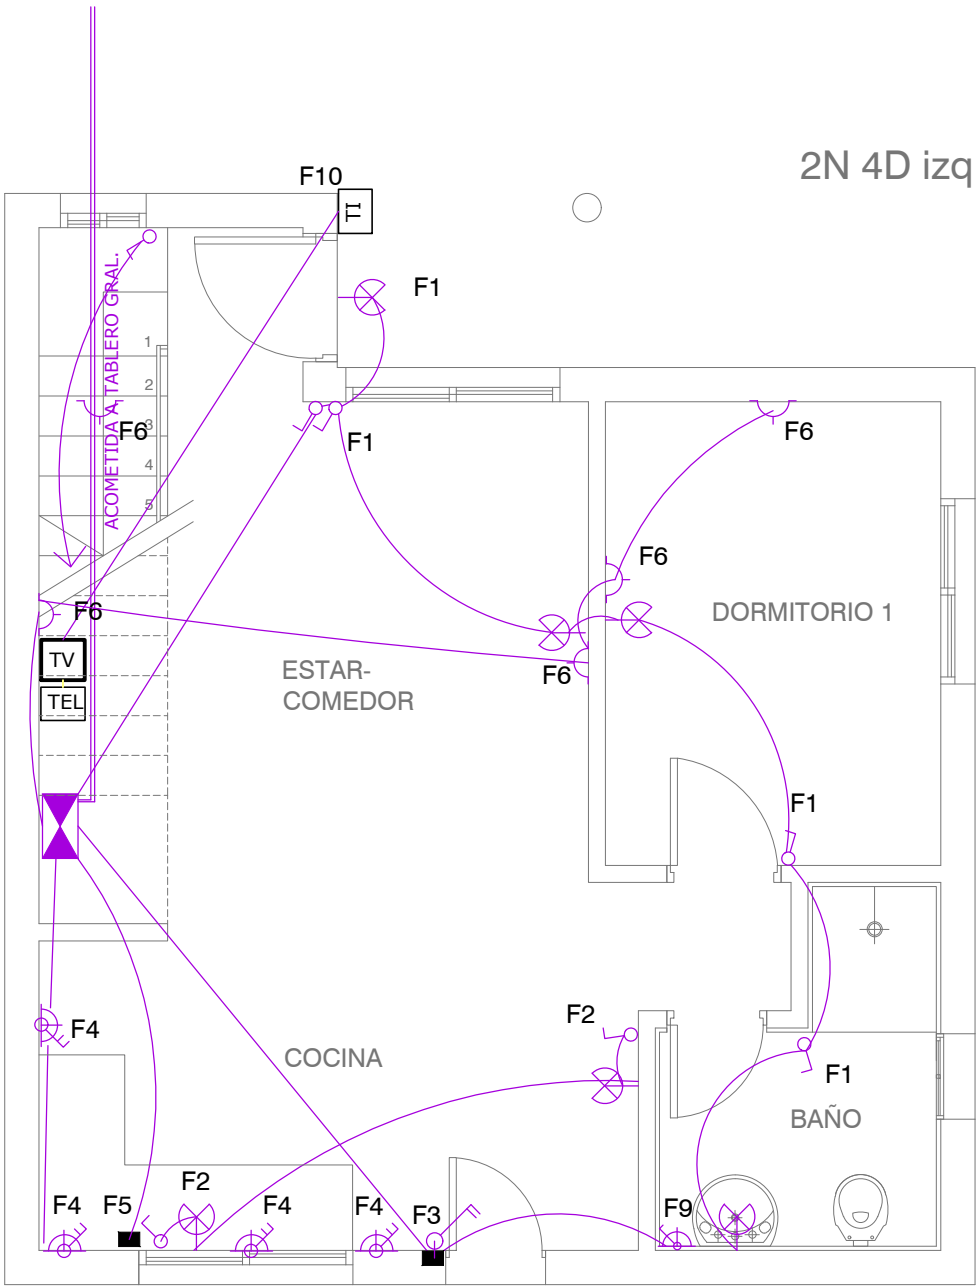 2N 4D izq
F10
TI
F1
ACOMETIDA A TABLERO GRAL.
1
2
3
4
5
F6
F1
F6
F6
F6
DORMITORIO 1
TV
TEL
ESTAR-
COMEDOR
F6
F1
F4
F2
COCINA
F1
BAÑO
F4
F5
F2
F4
F4
F3
F9